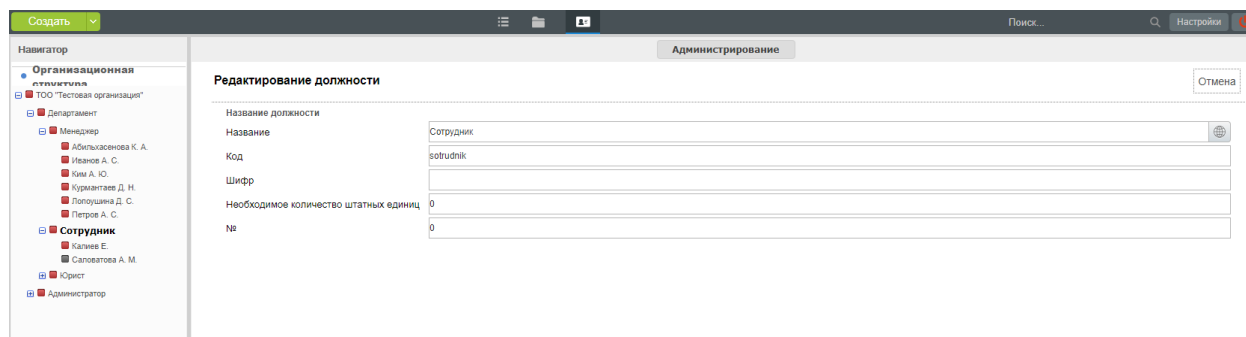 Создать
Поиск...
Настройки
Навигатор
Администрирование
Организационная
структура
ТОО "Тестовая организация"
Департамент
Менеджер
Абильхасенова К. А.
Иванов А. С.
Ким А. Ю.
Курмантаев Д. Н.
Лопоушина Д. С.
Петров А. С.
Сотрудник
Калиев Е.
Саповатова А. М.
Юрист
Администратор
Редактирование должности
Отмена
Название должности
Название
Сотрудник
Код
sotrudnik
Шифр
Необходимое количество штатных единиц
0
№
0